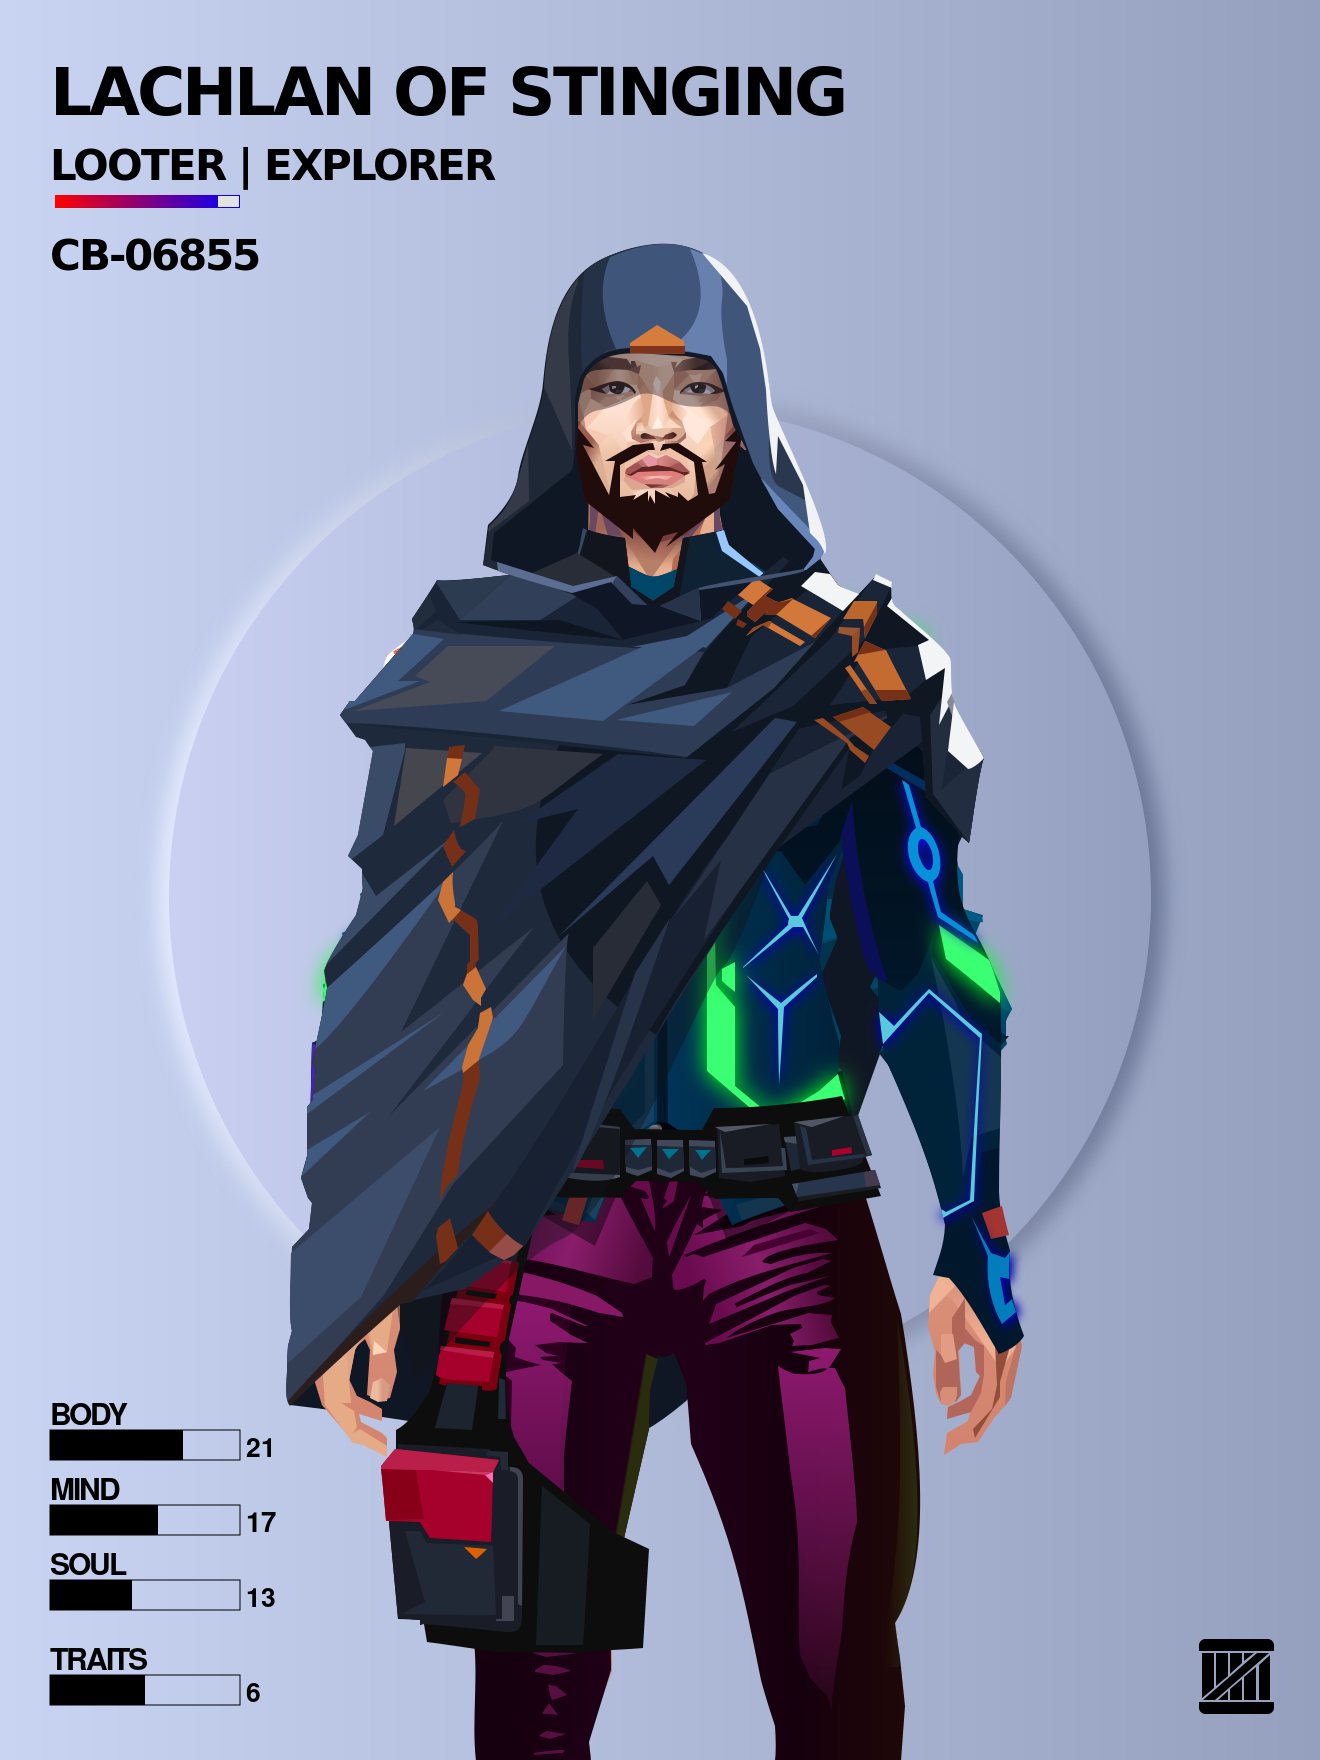 LACHLAN OF STINGING
LOOTER | EXPLORER
CB-06855
BODY
21
MIND
17
SOUL
13
TRAITS
6